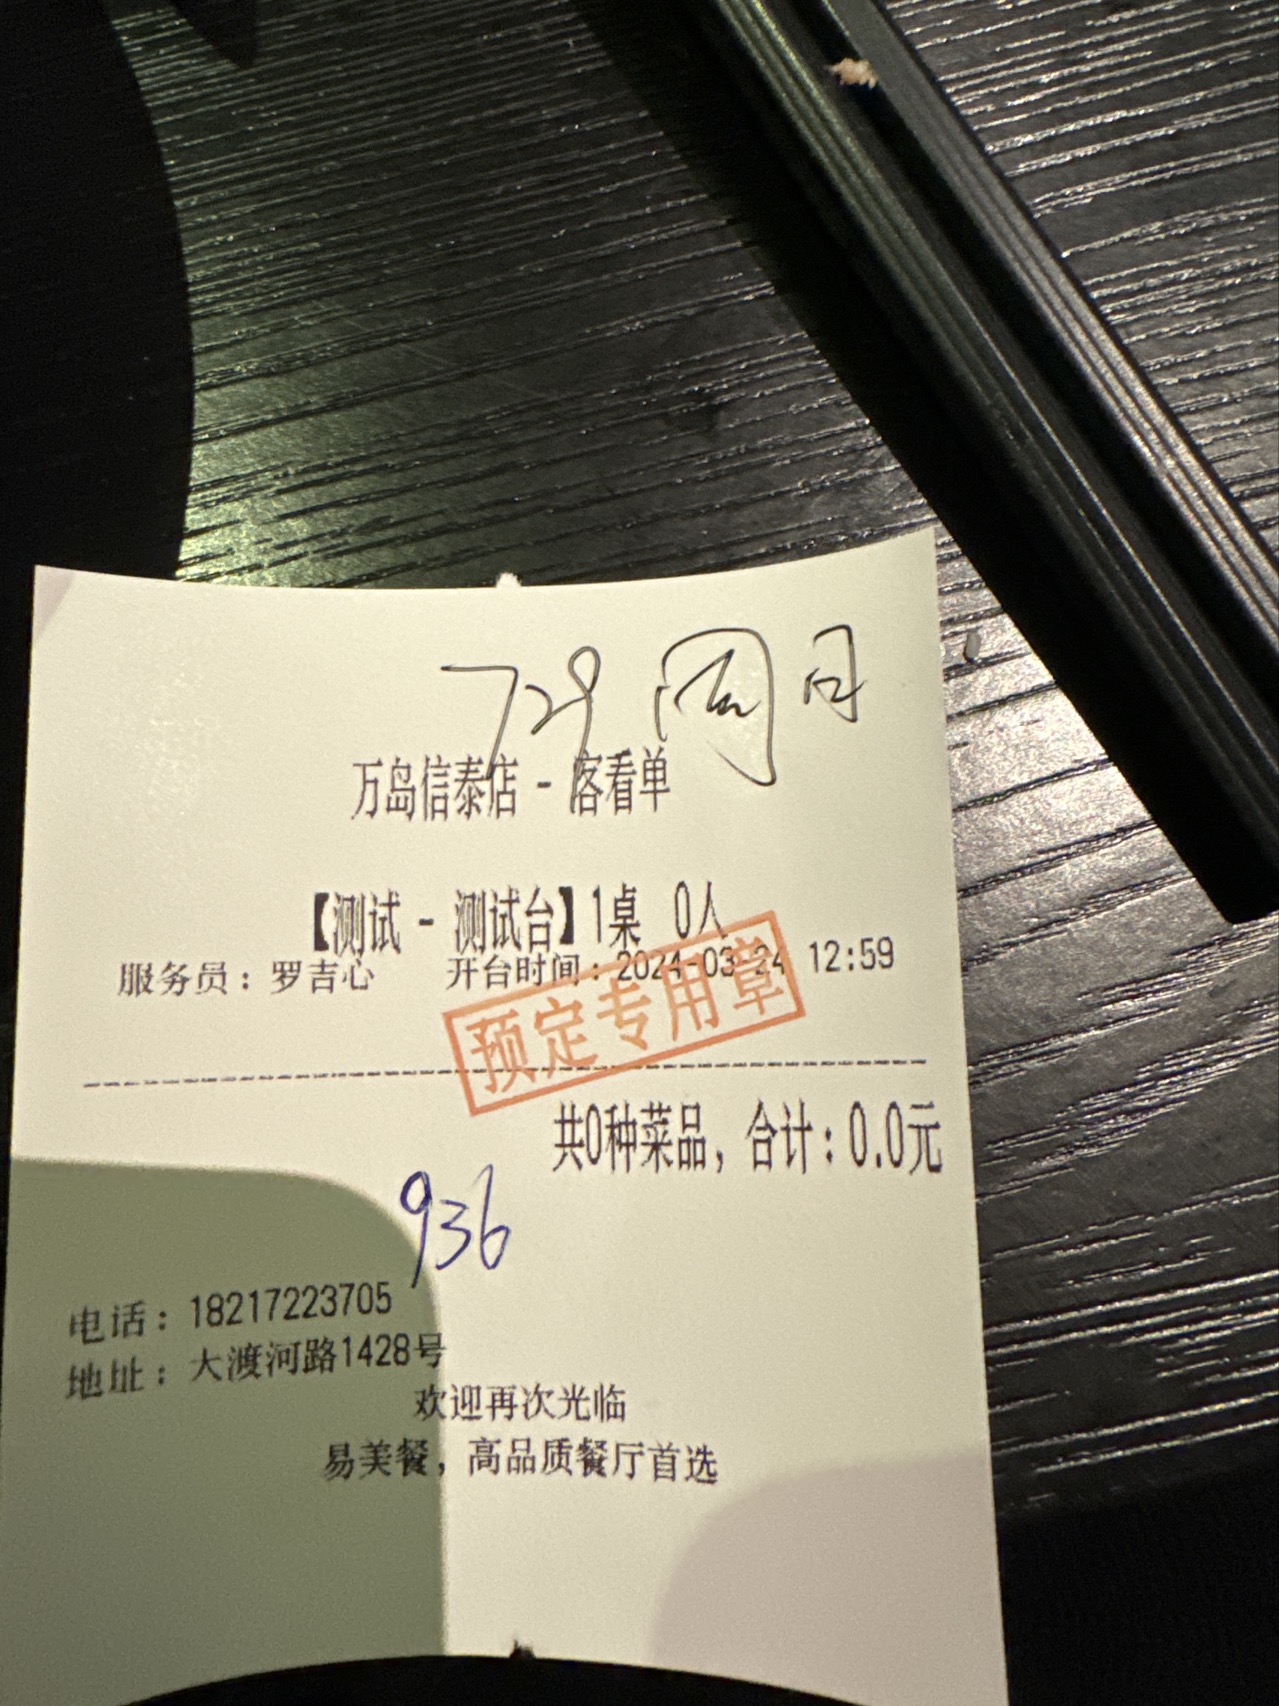 729
万岛信泰店 - 客看单
【测试 - 测试台】1桌 0人
服务员：罗吉心 开台时间：2024-03-24 12:59
预定专用章
共0种菜品，合计：0.0元
936
电话：18217223705
地址：大渡河路1428号
欢迎再次光临
易美餐，高品质餐厅首选